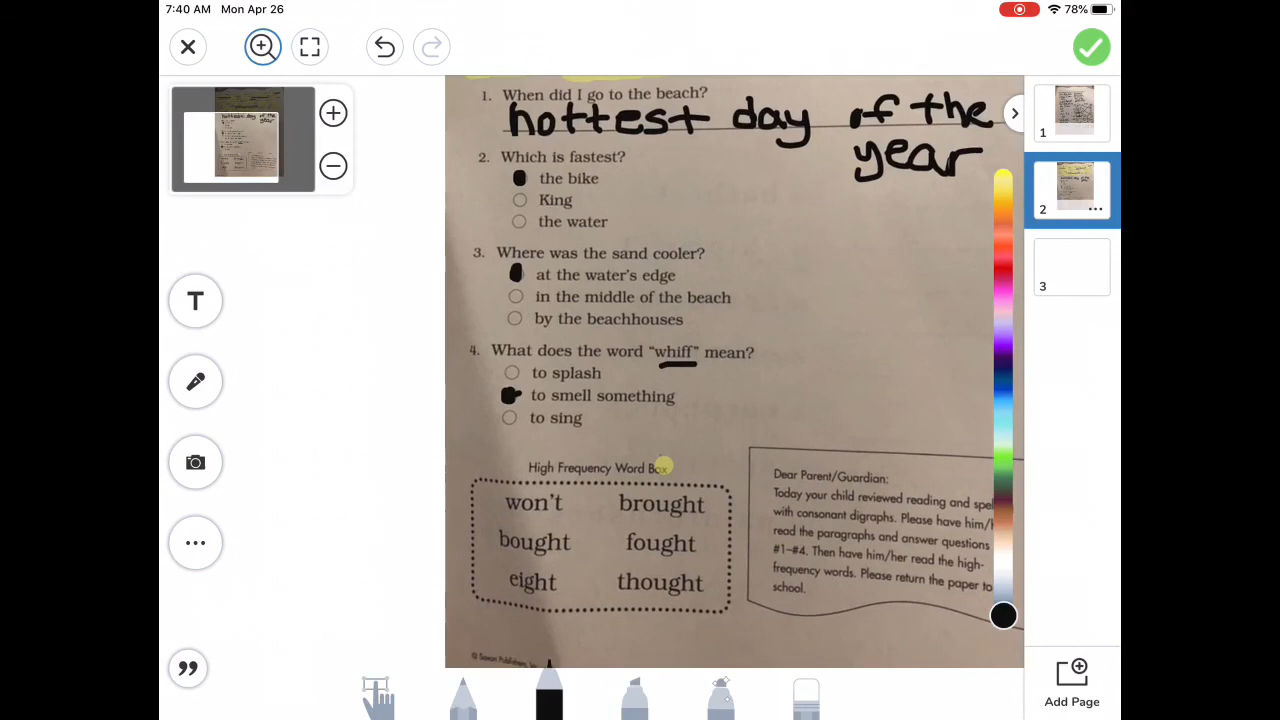 7:40 AM Mon Apr 26
78%
1. When did I go to the beach?
hottest day of the
year
2. Which is fastest?
the bike
King
the water
3. Where was the sand cooler?
at the water's edge
in the middle of the beach
by the beachhouses
4. What does the word "whiff" mean?
to splash
to smell something
to sing
High Frequency Word Box
won't brought
bought fought
eight thought
Dear Parent/Guardian:
Today your child reviewed reading and spel
with consonant digraphs. Please have him/h
read the paragraphs and answer questions
#1–#4. Then have him/her read the high-
frequency words. Please return the paper to
school.
© Saxon Publishers, Inc.
T
1
2
3
Add Page